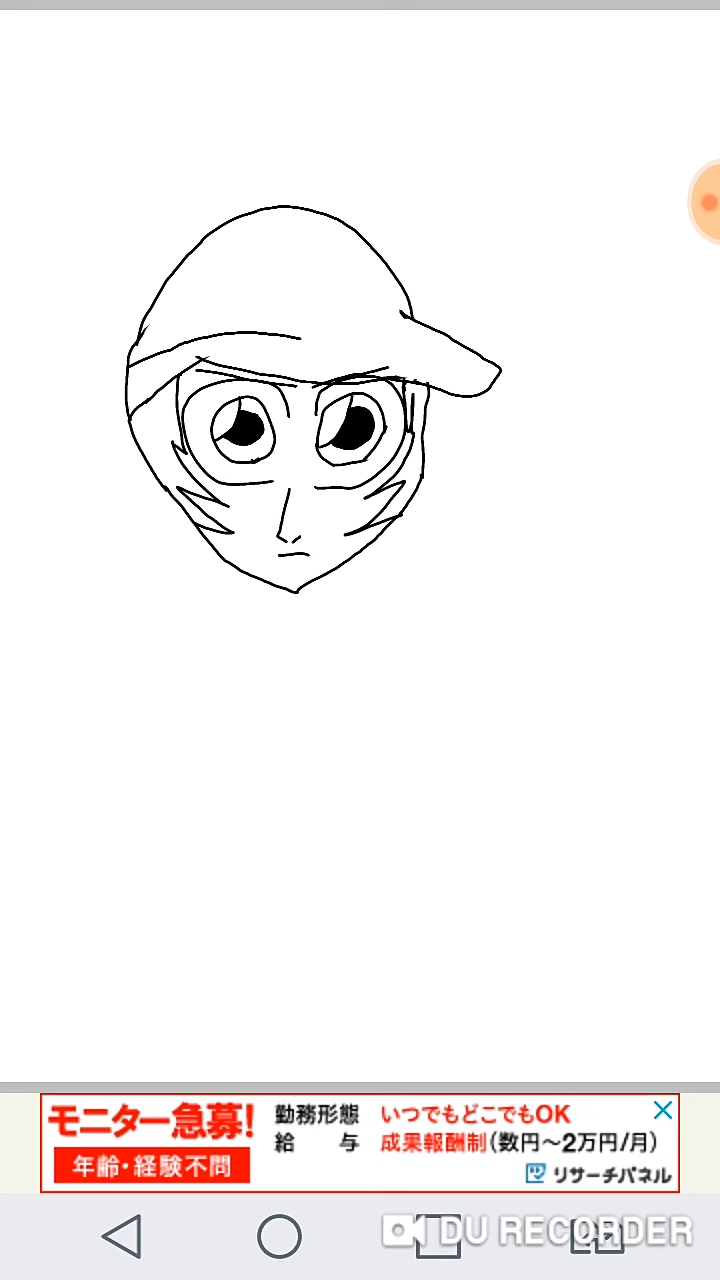 モニター急募!
年齢・経験不問
勤務形態 いつでもどこでもOK
給与 成果報酬制(数円〜2万円/月)
リサーチパネル
DU RECORDER